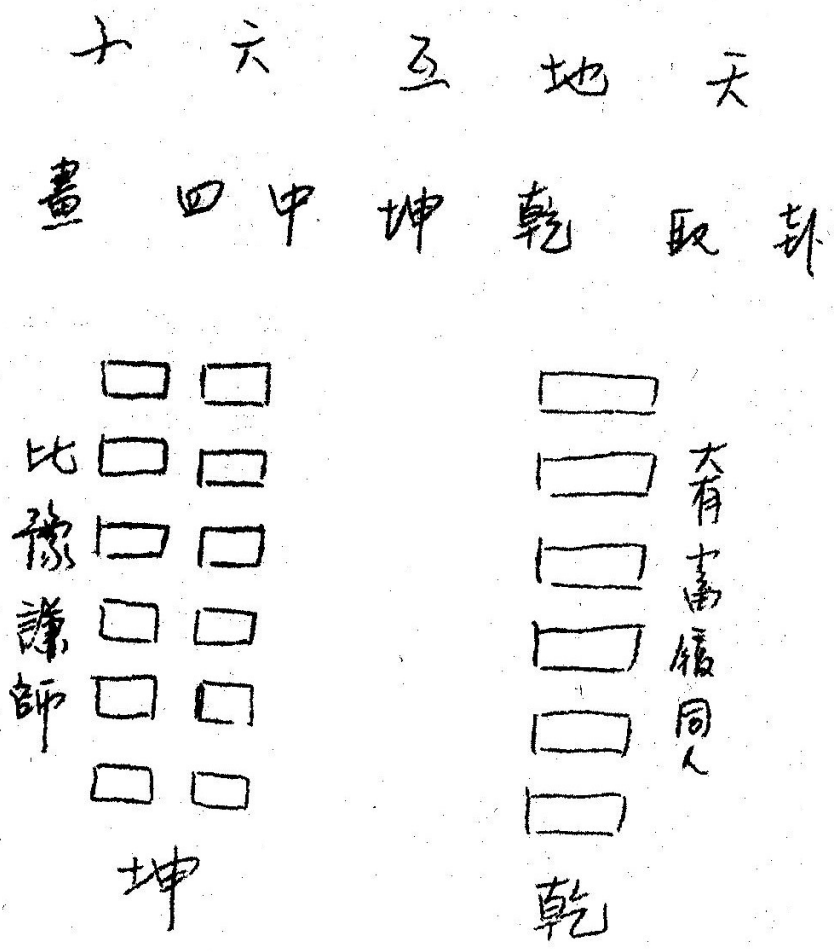 天地互六子
卦取乾坤中四畫
大有小畜履同人
乾
比豫謙師
坤